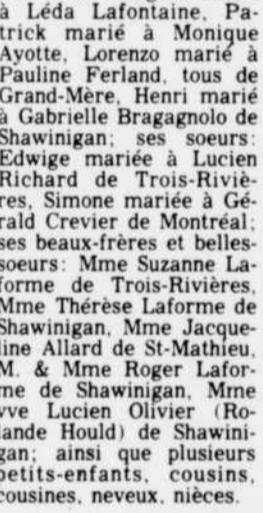 à Léda Lafontaine, Pa-
trick marié à Monique
Ayotte, Lorenzo marié à
Pauline Ferland, tous de
Grand-Mère, Henri marié
à Gabrielle Bragagnolo de
Shawinigan; ses soeurs:
Edwige mariée à Lucien
Richard de Trois-Riviè-
res, Simone mariée à Gé-
rald Crevier de Montréal;
ses beaux-frères et belles-
soeurs: Mme Suzanne La-
forme de Trois-Rivières,
Mme Thérèse Laforme de
Shawinigan, Mme Jacque-
line Allard de St-Mathieu,
M. & Mme Roger Lafor-
me de Shawinigan, Mme
vve Lucien Olivier (Ro-
lande Hould) de Shawini-
gan; ainsi que plusieurs
petits-enfants, cousins,
cousines, neveux, nièces.